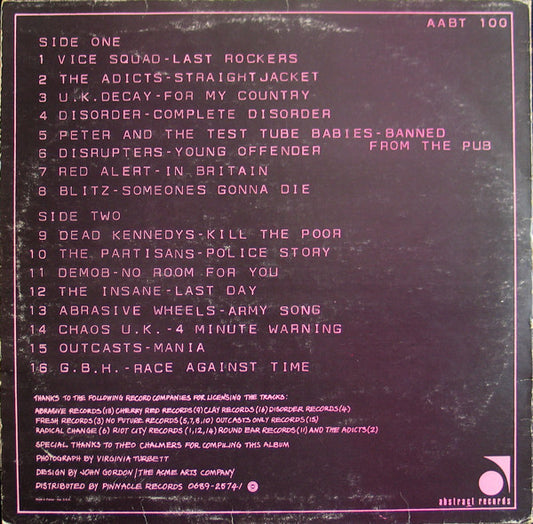 AABT 100
SIDE ONE
1 VICE SQUAD-LAST ROCKERS
2 THE ADICTS-STRAIGHTJACKET
3 U.K.DECAY-FOR MY COUNTRY
4 DISORDER-COMPLETE DISORDER
5 PETER AND THE TEST TUBE BABIES-BANNED
FROM THE PUB
6 DISRUPTERS-YOUNG OFFENDER
7 RED ALERT-IN BRITAIN
8 BLITZ-SOMEONES GONNA DIE
SIDE TWO
9 DEAD KENNEDYS-KILL THE POOR
10 THE PARTISANS-POLICE STORY
11 DEMOB-NO ROOM FOR YOU
12 THE INSANE-LAST DAY
13 ABRASIVE WHEELS-ARMY SONG
14 CHAOS U.K.-4 MINUTE WARNING
15 OUTCASTS-MANIA
16 G.B.H.-RACE AGAINST TIME
THANKS TO THE FOLLOWING RECORD COMPANIES FOR LICENSING THE TRACKS:
ABRASIVE RECORDS(13) CHERRY RED RECORDS(9) CLAY RECORDS(16) DISORDER RECORDS(4)
FRESH RECORDS(3) NO FUTURE RECORDS(5,7,8,10) OUTCASTS ONLY RECORDS(15)
RADICAL CHANGE(6) RIOT CITY RECORDS(1,12,14) ROUND EAR RECORDS(11) AND THE ADICTS(2)
SPECIAL THANKS TO THEO CHALMERS FOR COMPILING THIS ALBUM
PHOTOGRAPH BY VIRGINIA TURBETT
DESIGN BY JOHN GORDON/THE ACME ARTS COMPANY
DISTRIBUTED BY PINNACLE RECORDS 0689-25741 ℗
abstract records